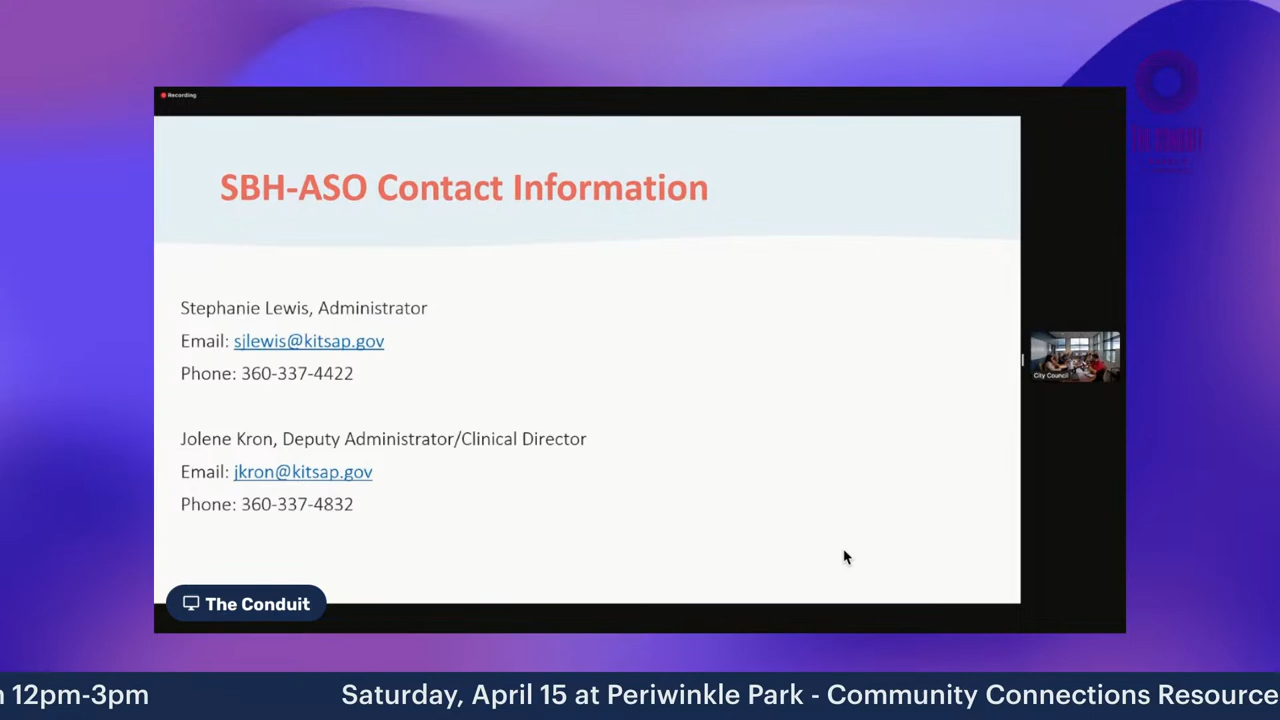 Recording
SBH-ASO Contact Information
Stephanie Lewis, Administrator
Email: sjlewis@kitsap.gov
Phone: 360-337-4422
Jolene Kron, Deputy Administrator/Clinical Director
Email: jkron@kitsap.gov
Phone: 360-337-4832
City Council
The Conduit
12pm-3pm
Saturday, April 15 at Periwinkle Park - Community Connections Resource